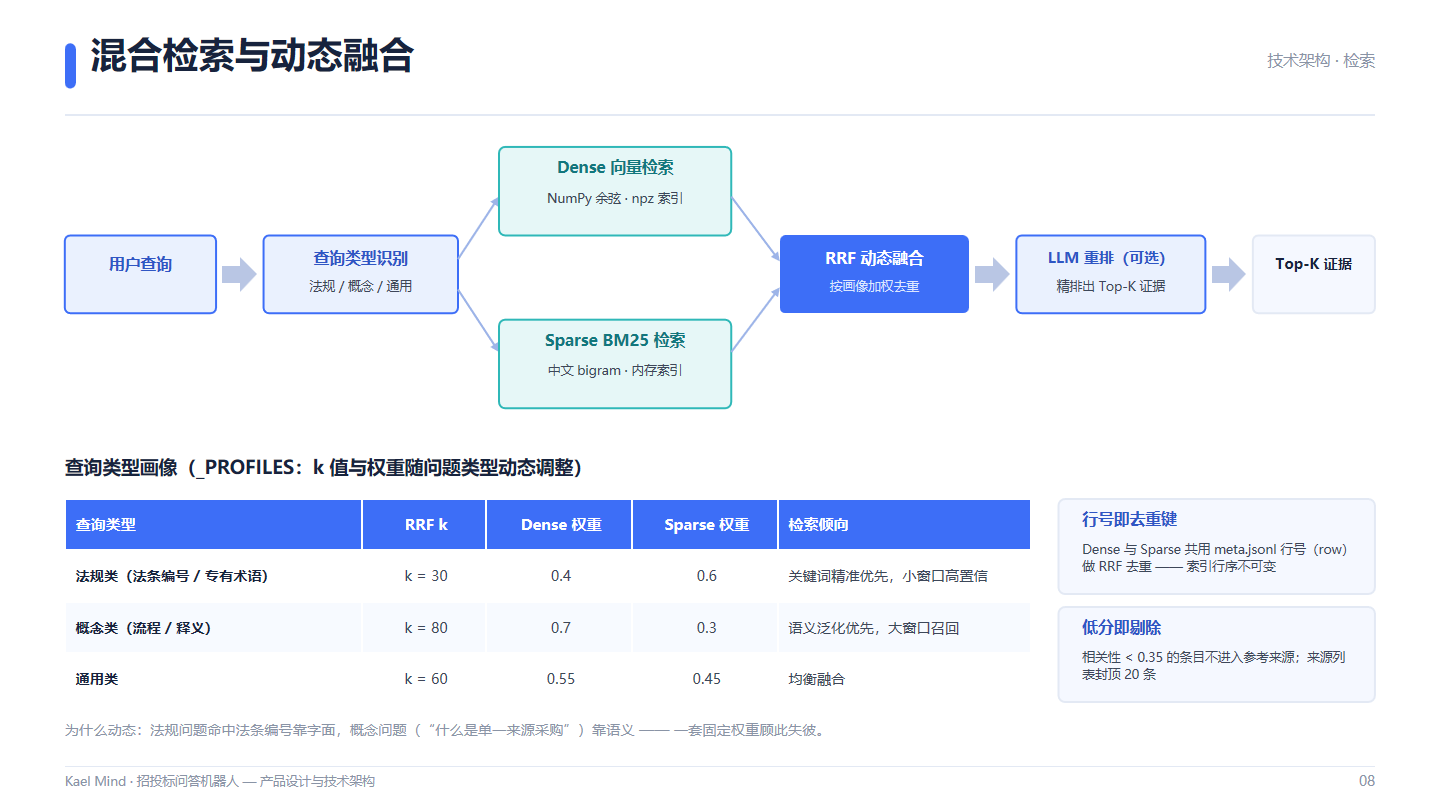 混合检索与动态融合
技术架构 · 检索
用户查询
查询类型识别
法规 / 概念 / 通用
Dense 向量检索
NumPy 余弦 · npz 索引
Sparse BM25 检索
中文 bigram · 内存索引
RRF 动态融合
按画像加权去重
LLM 重排（可选）
精排出 Top-K 证据
Top-K 证据
查询类型画像（_PROFILES：k 值与权重随问题类型动态调整）
查询类型 RRF k Dense 权重 Sparse 权重 检索倾向
法规类（法条编号 / 专有术语） k = 30 0.4 0.6 关键词精准优先，小窗口高置信
概念类（流程 / 释义） k = 80 0.7 0.3 语义泛化优先，大窗口召回
通用类 k = 60 0.55 0.45 均衡融合
行号即去重键
Dense 与 Sparse 共用 meta.jsonl 行号（row）
做 RRF 去重 —— 索引行序不可变
低分即剔除
相关性 < 0.35 的条目不进入参考来源；来源列
表封顶 20 条
为什么动态：法规问题命中法条编号靠字面，概念问题（“什么是单一来源采购”）靠语义 —— 一套固定权重顾此失彼。
Kael Mind · 招投标问答机器人 — 产品设计与技术架构
08